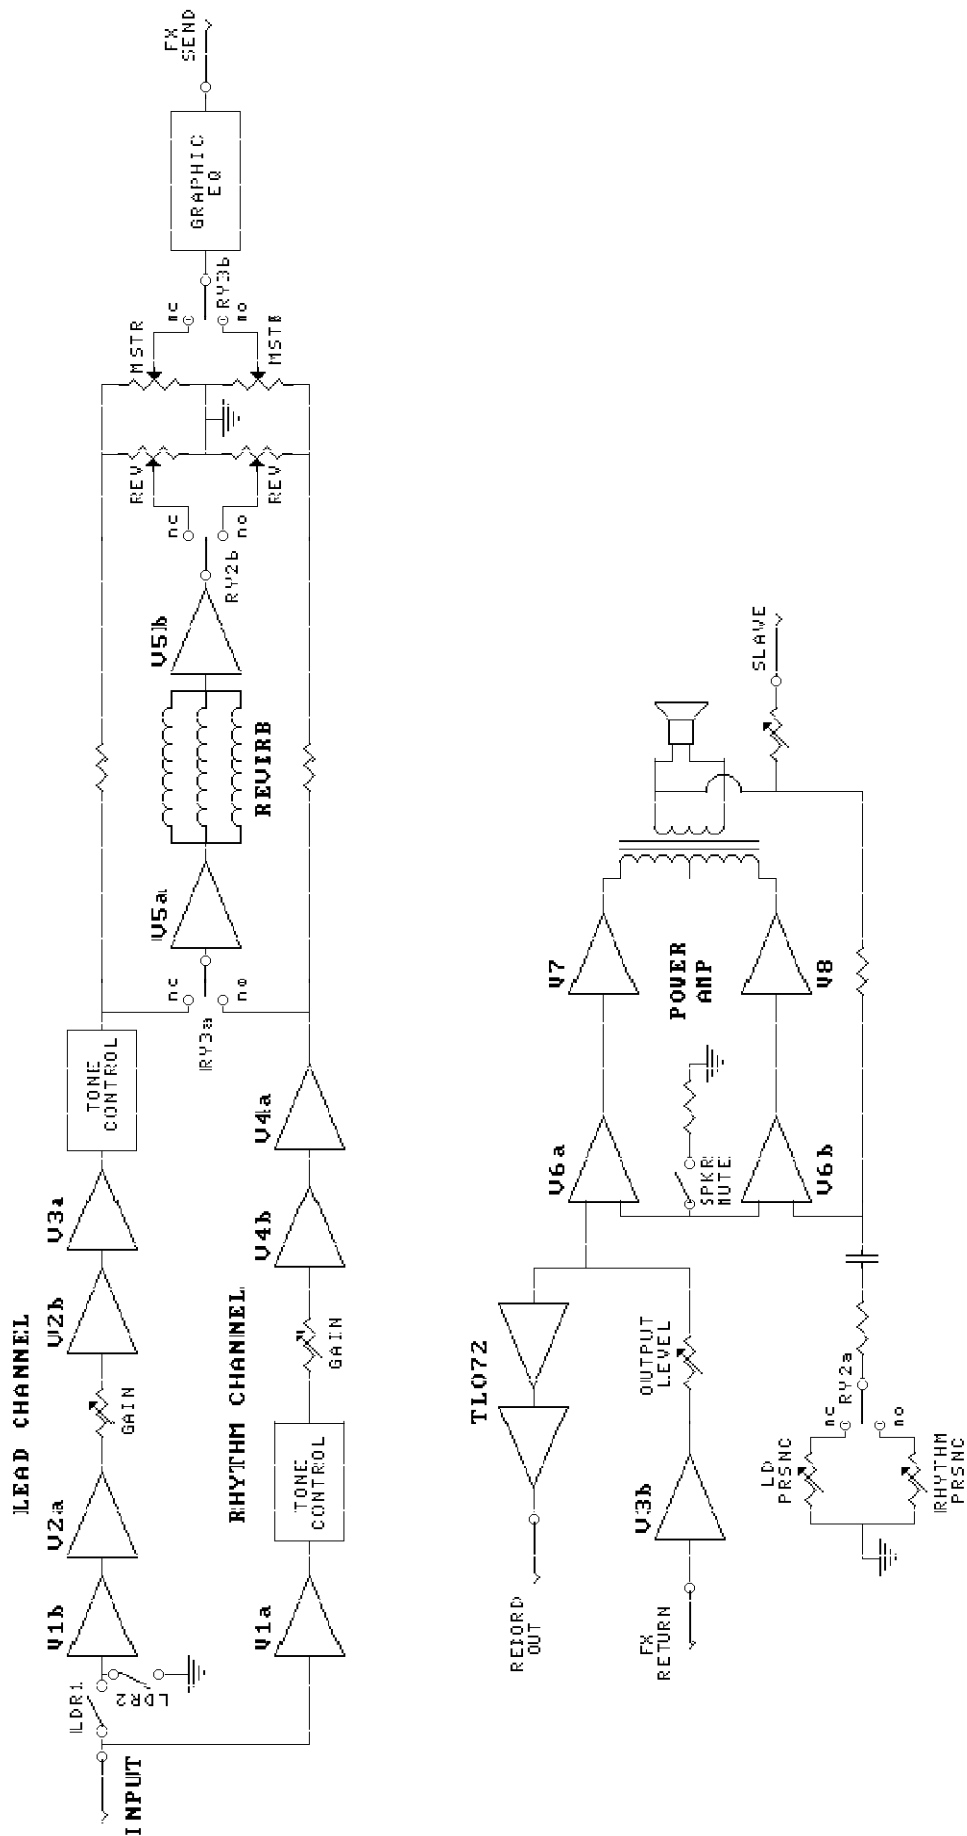 INPUT
LDR1
LDR2
LEAD CHANNEL
V1b
V2a
GAIN
V2b
V3a
TONE
CONTROL
RHYTHM CHANNEL
V1a
TONE
CONTROL
GAIN
V4b
V4a
RY3a
nc
no
V5a
REVERB
V5b
RY2b
nc
no
REV
REV
MSTR
MSTR
nc
no
RY3b
GRAPHIC
EQ
FX
SEND
RECORD
OUT
TL072
FX
RETURN
V3b
OUTPUT
LEVEL
V6a
SPKR
MUTE
V6b
V7
POWER
AMP
V8
SLAVE
LD
PRSNC
RHYTHM
PRSNC
nc
no
RY2a